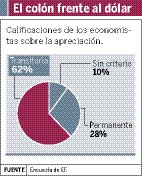 El colón frente al dólar
Calificaciones de los economis-
tas sobre la apreciación.
Transitoria
62%
Sin criterio
10%
Permanente
28%
FUENTE Encuesta de EF.